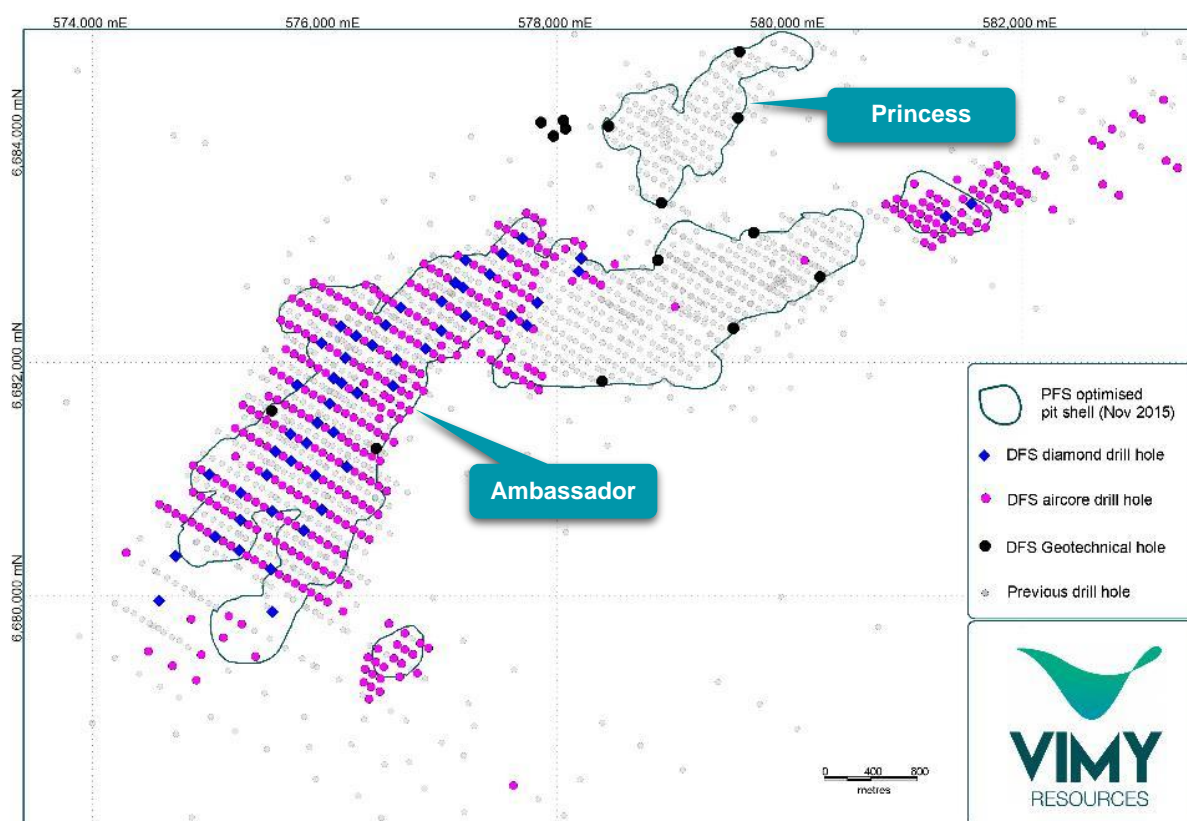 574,000 mE
576,000 mE
578,000 mE
580,000 mE
582,000 mE
6,684,000 mN
6,682,000 mN
6,680,000 mN
Princess
Ambassador
PFS optimised
pit shell (Nov 2015)
DFS diamond drill hole
DFS aircore drill hole
DFS Geotechnical hole
Previous drill hole
0 400 800
metres
VIMY
RESOURCES